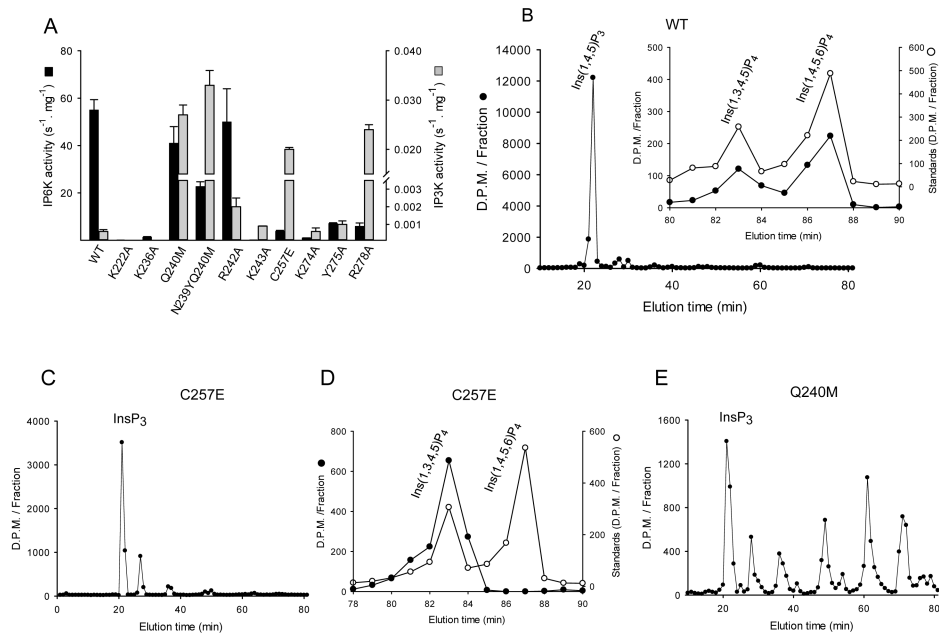 A
IP6K activity (s-1 . mg-1)
80
60
40
20
0.040
0.030
0.020
0.003
0.002
0.001
IP3K activity (s-1 . mg-1)
WT
K222A
K236A
Q240M
N239YQ240M
R242A
K243A
C257E
K274A
Y275A
R278A
B
WT
D.P.M. / Fraction
14000
12000
10000
8000
6000
4000
2000
0
Ins(1,4,5)P3
20
40
60
80
Elution time (min)
D.P.M. /Fraction
500
400
300
200
100
0
Ins(1,3,4,5)P4
Ins(1,4,5,6)P4
600
500
400
300
200
100
0
Standards (D.P.M. / Fraction)
80
82
84
86
88
90
Elution time (min)
C
C257E
InsP3
D.P.M. / Fraction
4000
3000
2000
1000
0
0
20
40
60
80
Elution time (min)
D
C257E
D.P.M. /Fraction
800
600
400
200
0
Ins(1,3,4,5)P4
Ins(1,4,5,6)P4
600
400
200
0
Standards (D.P.M. / Fraction)
78
80
82
84
86
88
90
Elution time (min)
E
Q240M
InsP3
D.P.M. / Fraction
1600
1200
800
400
0
20
40
60
80
Elution time (min)